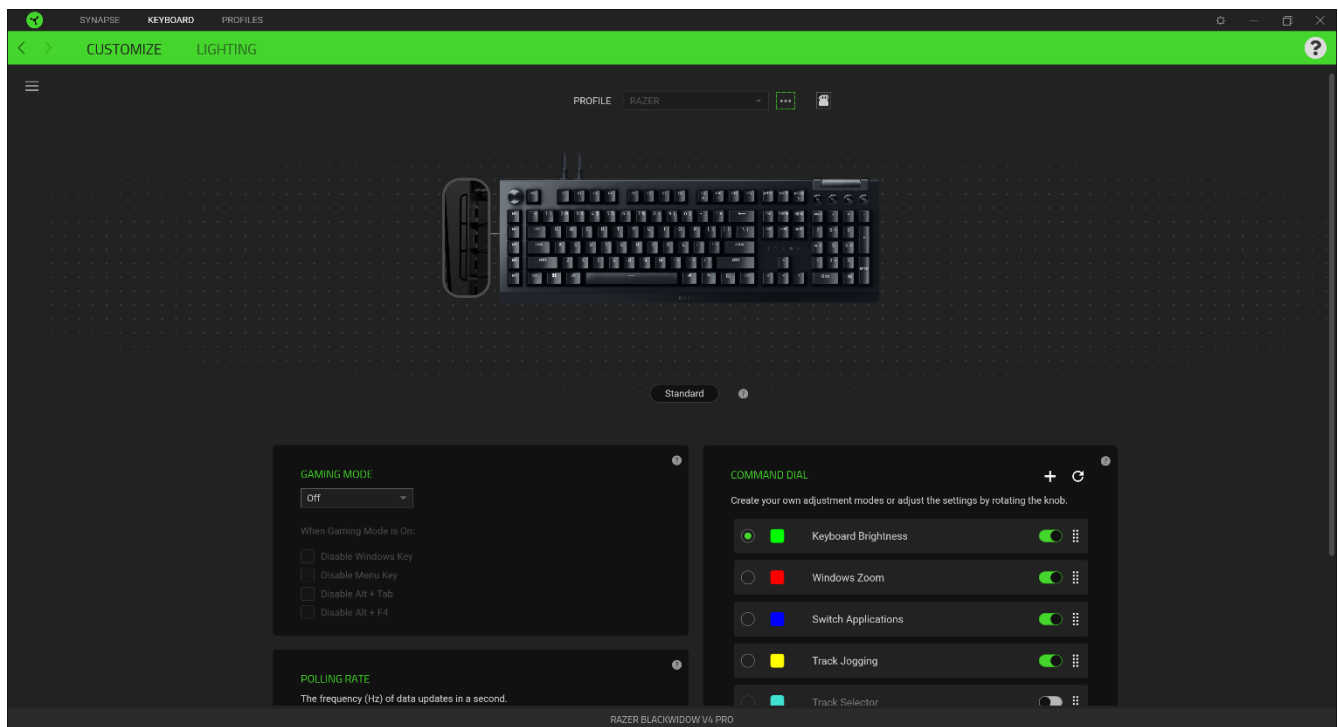 SYNAPSE KEYBOARD PROFILES
CUSTOMIZE LIGHTING
PROFILE RAZER
Standard
GAMING MODE
Off
When Gaming Mode is On:
Disable Windows Key
Disable Menu Key
Disable Alt + Tab
Disable Alt + F4
POLLING RATE
The frequency (Hz) of data updates in a second.
COMMAND DIAL
Create your own adjustment modes or adjust the settings by rotating the knob.
Keyboard Brightness
Windows Zoom
Switch Applications
Track Jogging
Track Selector
RAZER BLACKWIDOW V4 PRO